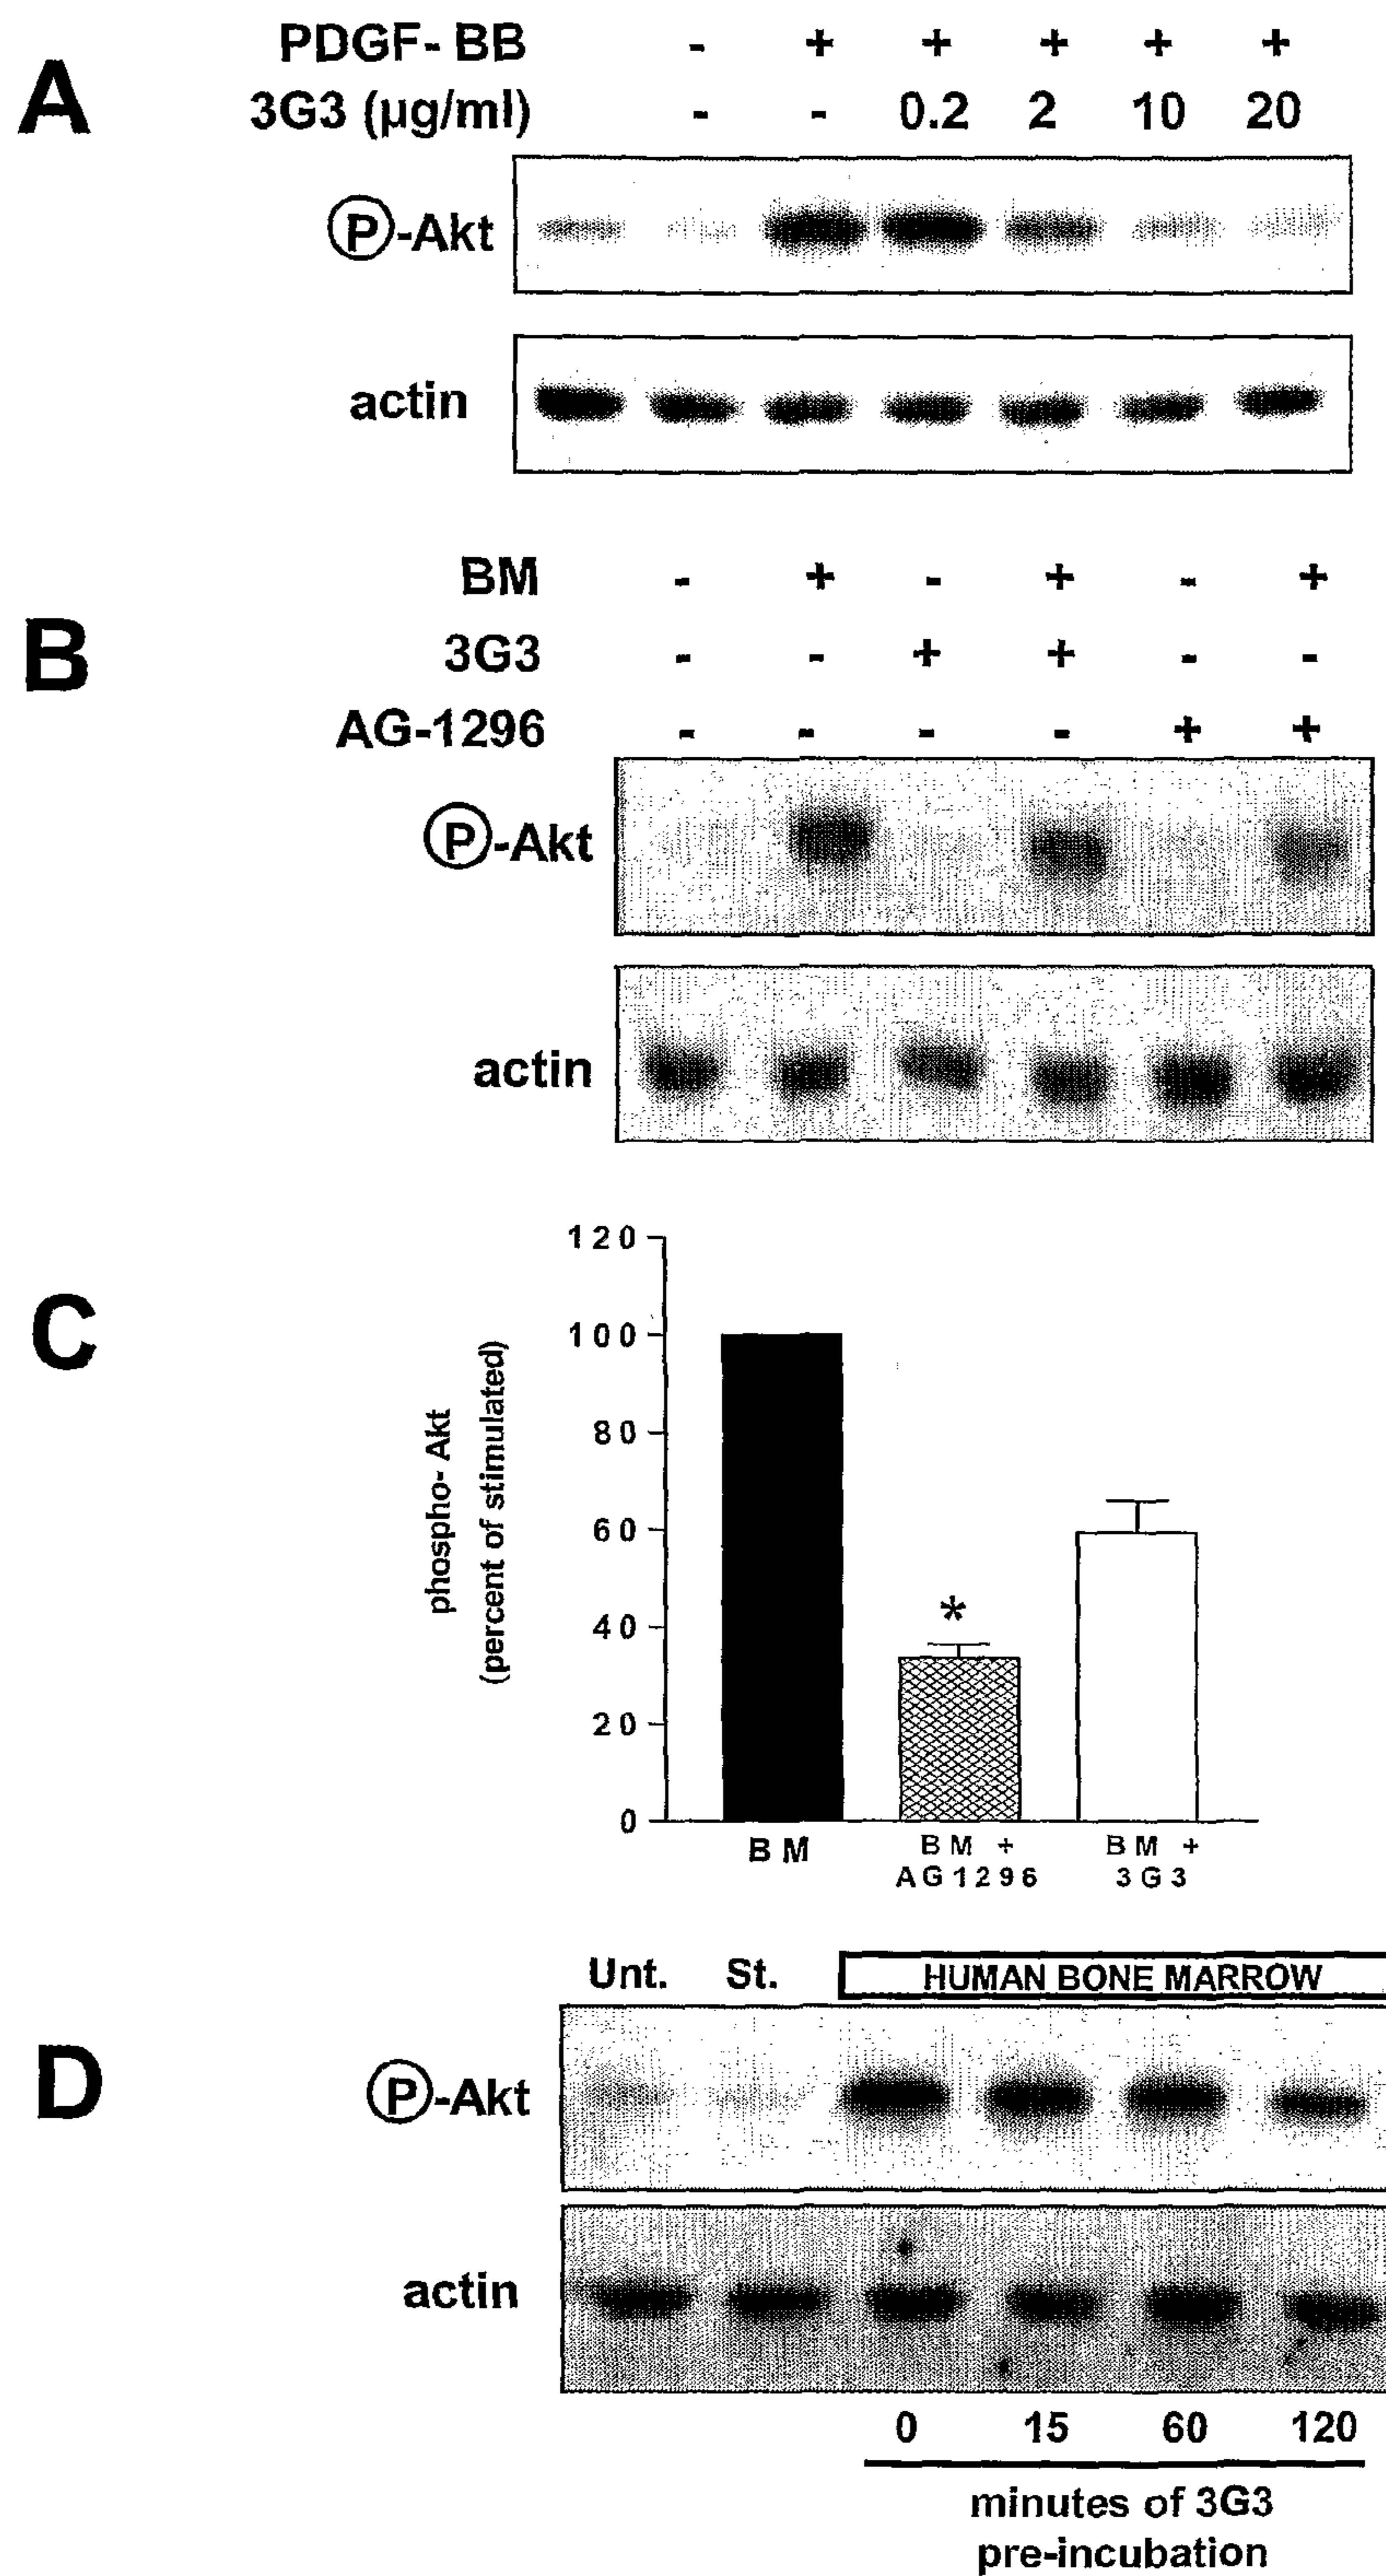 A
PDGF- BB - + + + + +
3G3 (µg/ml) - - 0.2 2 10 20
P-Akt
actin
B
BM - + - + - +
3G3 - - + + - -
AG-1296 - - - - + +
P-Akt
actin
C
120
100
80
60
40
20
0
phospho- Akt
(percent of stimulated)
*
BM
BM +
AG1296
BM +
3G3
D
Unt. St. HUMAN BONE MARROW
P-Akt
actin
0 15 60 120
minutes of 3G3
pre-incubation